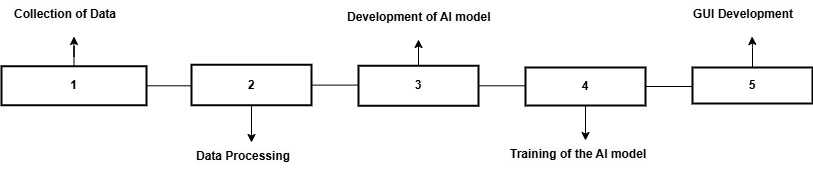 Collection of Data
Development of AI model
GUI Development
1
2
3
4
5
Data Processing
Training of the AI model